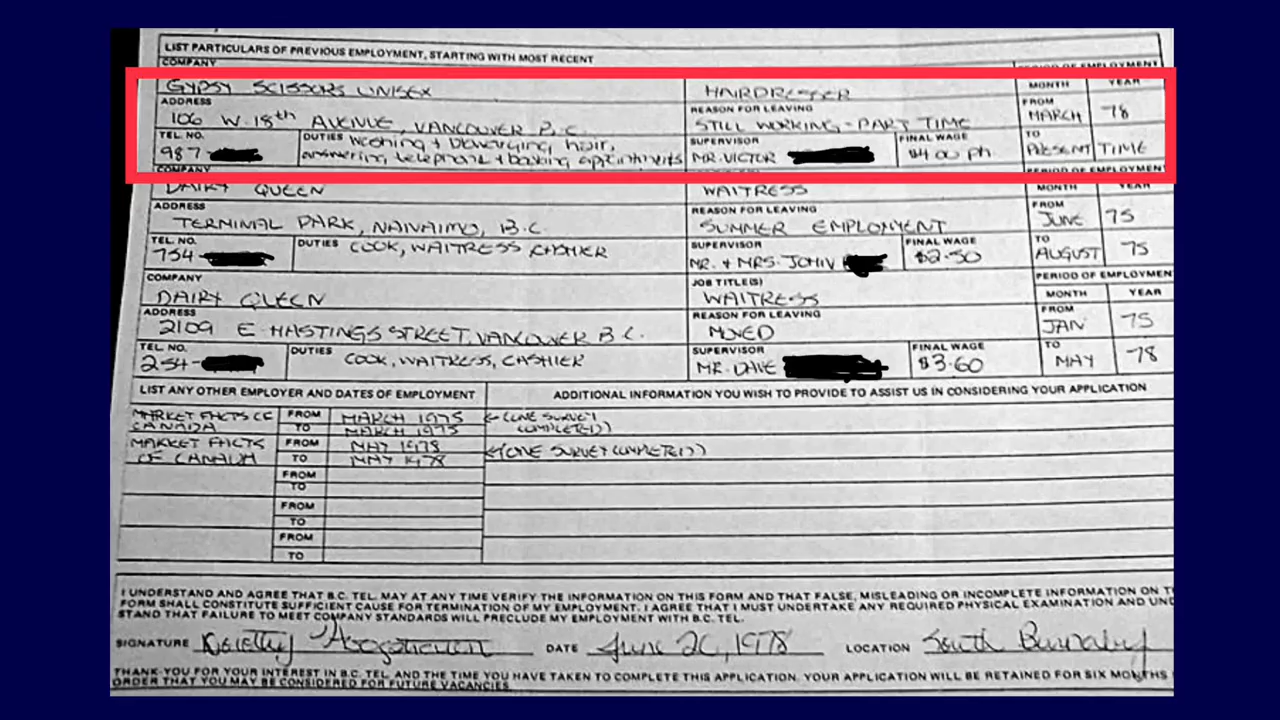 LIST PARTICULARS OF PREVIOUS EMPLOYMENT, STARTING WITH MOST RECENT
COMPANY PERIOD OF EMPLOYMENT
GYPSY SCISSORS UNISEX HAIRDRESSER MONTH YEAR
ADDRESS REASON FOR LEAVING FROM
106 W. 18th AVENUE, VANCOUVER B.C. STILL WORKING - PART TIME MARCH 78
TEL. NO. DUTIES washing & blowdrying hair, SUPERVISOR FINAL WAGE TO
987- answering telephone & booking appointments MR. VICTOR $4.00 ph. PRESENT TIME
COMPANY PERIOD OF EMPLOYMENT
DAIRY QUEEN WAITRESS MONTH YEAR
ADDRESS REASON FOR LEAVING FROM
TERMINAL PARK, NANAIMO, B.C. SUMMER EMPLOYMENT JUNE 75
TEL. NO. DUTIES COOK, WAITRESS CASHIER SUPERVISOR FINAL WAGE TO
754- MR. & MRS. JOHN $2.50 AUGUST 75
COMPANY JOB TITLE(S) PERIOD OF EMPLOYMEN
DAIRY QUEEN WAITRESS MONTH YEAR
ADDRESS REASON FOR LEAVING FROM
2109 E. HASTINGS STREET, VANCOUVER B.C. MOVED JAN 75
TEL. NO. DUTIES COOK, WAITRESS, CASHIER SUPERVISOR FINAL WAGE TO
254- MR. DAVE $3.60 MAY 78
LIST ANY OTHER EMPLOYER AND DATES OF EMPLOYMENT ADDITIONAL INFORMATION YOU WISH TO PROVIDE TO ASSIST US IN CONSIDERING YOUR APPLICATION
MARKET FACTS OF FROM MARCH 1975 ← (ONE SURVEY
CANADA TO MARCH 1975 COMPLETED)
MARKET FACTS FROM MAY 1978 ← (ONE SURVEY COMPLETED)
OF CANADA TO MAY 1978
FROM
TO
FROM
TO
FROM
TO
I UNDERSTAND AND AGREE THAT B.C. TEL. MAY AT ANY TIME VERIFY THE INFORMATION ON THIS FORM AND THAT FALSE, MISLEADING OR INCOMPLETE INFORMATION ON T
FORM SHALL CONSTITUTE SUFFICIENT CAUSE FOR TERMINATION OF MY EMPLOYMENT. I AGREE THAT I MUST UNDERTAKE ANY REQUIRED PHYSICAL EXAMINATION AND UND
STAND THAT FAILURE TO MEET COMPANY STANDARDS WILL PRECLUDE MY EMPLOYMENT WITH B.C. TEL.
SIGNATURE DATE June 20, 1978 LOCATION South Burnaby
THANK YOU FOR YOUR INTEREST IN B.C. TEL. AND THE TIME YOU HAVE TAKEN TO COMPLETE THIS APPLICATION. YOUR APPLICATION WILL BE RETAINED FOR SIX MONTHS
ORDER THAT YOU MAY BE CONSIDERED FOR FUTURE VACANCIES.